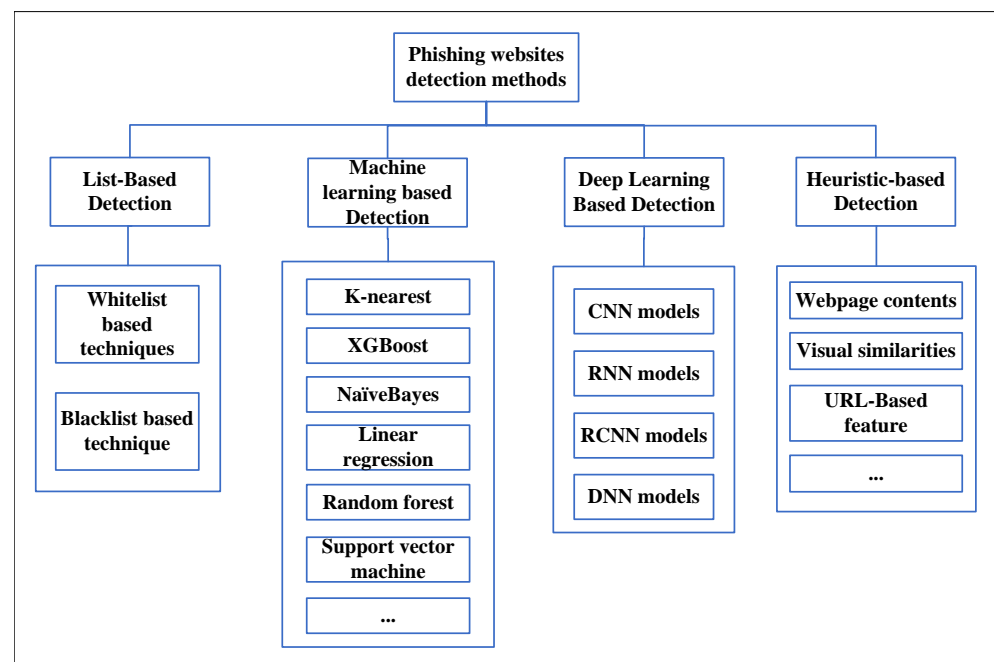 Phishing websites
detection methods
List-Based
Detection
Machine
learning based
Detection
Deep Learning
Based Detection
Heuristic-based
Detection
Whitelist
based
techniques
Blacklist based
technique
K-nearest
XGBoost
NaïveBayes
Linear
regression
Random forest
Support vector
machine
...
CNN models
RNN models
RCNN models
DNN models
Webpage contents
Visual similarities
URL-Based
feature
...